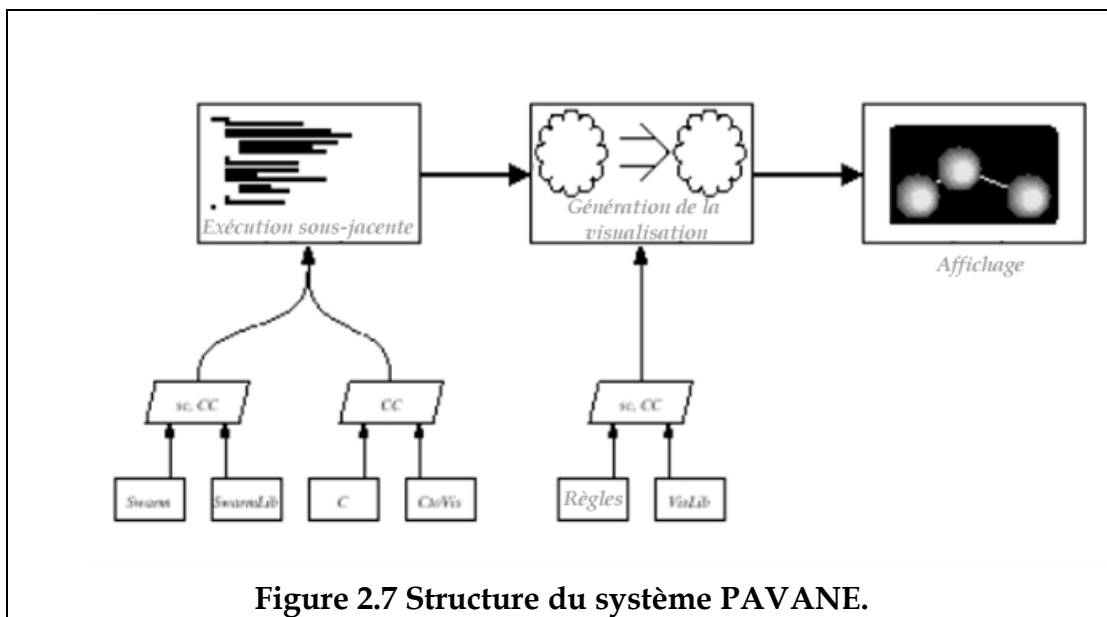 Exécution sous-jacente
Génération de la
visualisation
Affichage
sc, CC
CC
sc, CC
Swarm
SwarmLib
C
CtoVis
Règles
VisLib
Figure 2.7 Structure du système PAVANE.